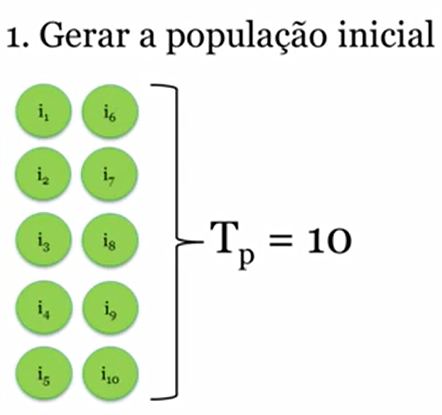 1. Gerar a população inicial
i₁ i₆
i₂ i₇
i₃ i₈
Tₚ = 10
i₄ i₉
i₅ i₁₀